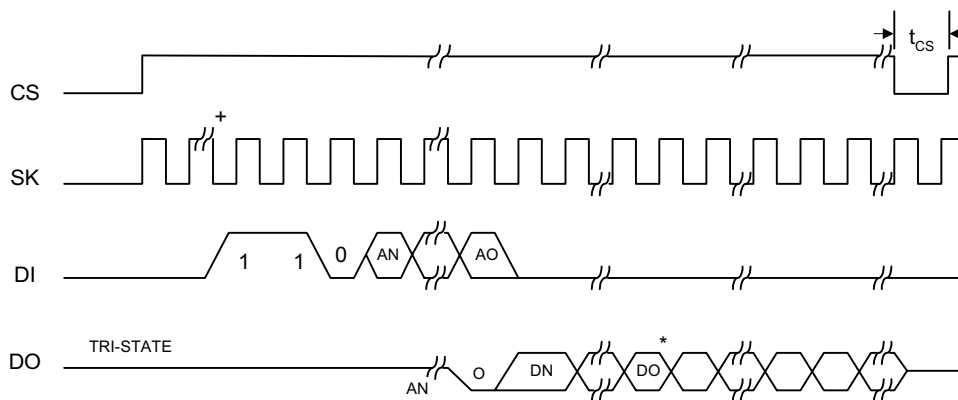 tCS
CS
+
SK
1 1 0 AN AO
DI
TRI-STATE
*
DO
AN O DN DO